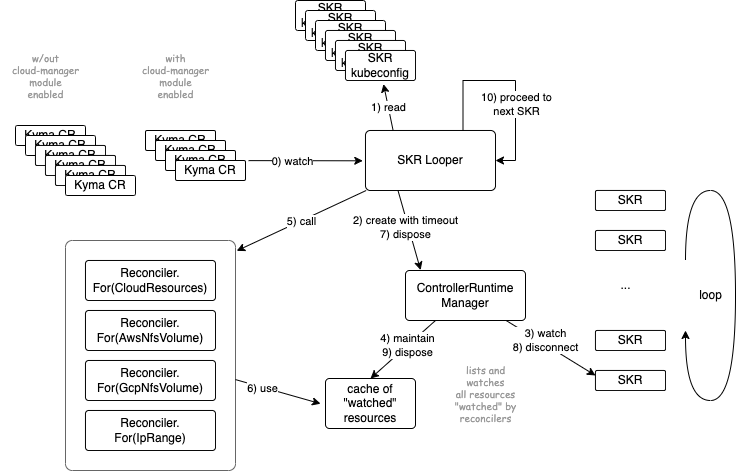 SKR
SKR
SKR
SKR
SKR
SKR
kubeconfig
w/out
cloud-manager
module
enabled
with
cloud-manager
module
enabled
1) read
10) proceed to
next SKR
Kyma CR
Kyma CR
Kyma CR
Kyma CR
Kyma CR
Kyma CR
Kyma CR
Kyma CR
Kyma CR
Kyma CR
0) watch
SKR Looper
5) call
2) create with timeout
7) dispose
SKR
SKR
...
SKR
SKR
loop
Reconciler.
For(CloudResources)
Reconciler.
For(AwsNfsVolume)
Reconciler.
For(GcpNfsVolume)
Reconciler.
For(IpRange)
ControllerRuntime
Manager
4) maintain
9) dispose
3) watch
8) disconnect
6) use
cache of
"watched"
resources
lists and
watches
all resources
"watched" by
reconcilers